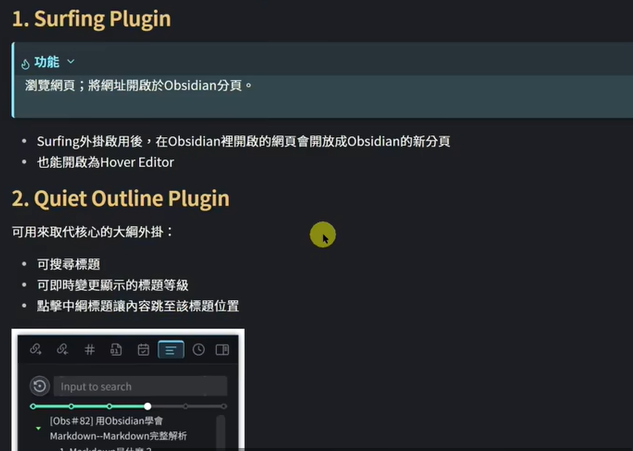 1. Surfing Plugin
功能
瀏覽網頁；將網址開啟於Obsidian分頁。
Surfing外掛啟用後，在Obsidian裡開啟的網頁會開放成Obsidian的新分頁
也能開啟為Hover Editor
2. Quiet Outline Plugin
可用來取代核心的大綱外掛：
可搜尋標題
可即時變更顯示的標題等級
點擊中綱標題讓內容跳至該標題位置
Input to search
[Obs＃82] 用Obsidian學會
Markdown--Markdown完整解析
1. Markdown是什麼？